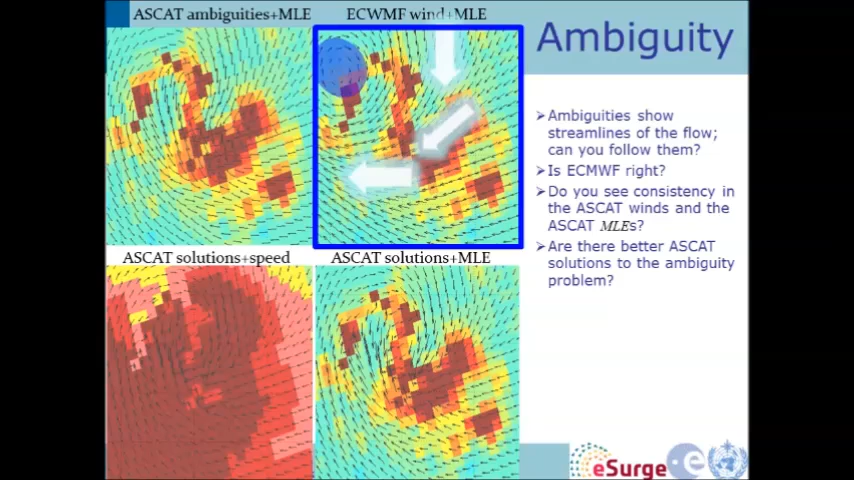 ASCAT ambiguities+MLE
ECWMF wind+MLE
Ambiguity
➢Ambiguities show
streamlines of the flow;
can you follow them?
➢Is ECMWF right?
➢Do you see consistency in
the ASCAT winds and the
ASCAT MLEs?
➢Are there better ASCAT
solutions to the ambiguity
problem?
ASCAT solutions+speed
ASCAT solutions+MLE
eSurge
e